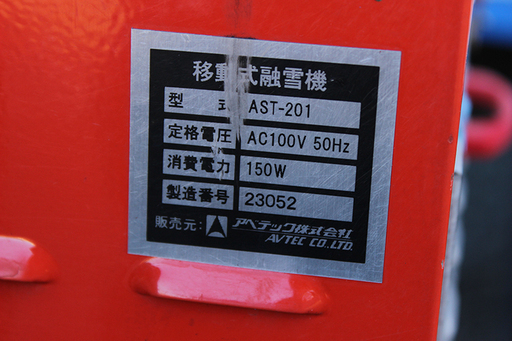 移動式融雪機
型 式 AST-201
定格電圧 AC100V 50Hz
消費電力 150W
製造番号 23052
販売元: アベテック株式会社
AVTEC CO.,LTD.